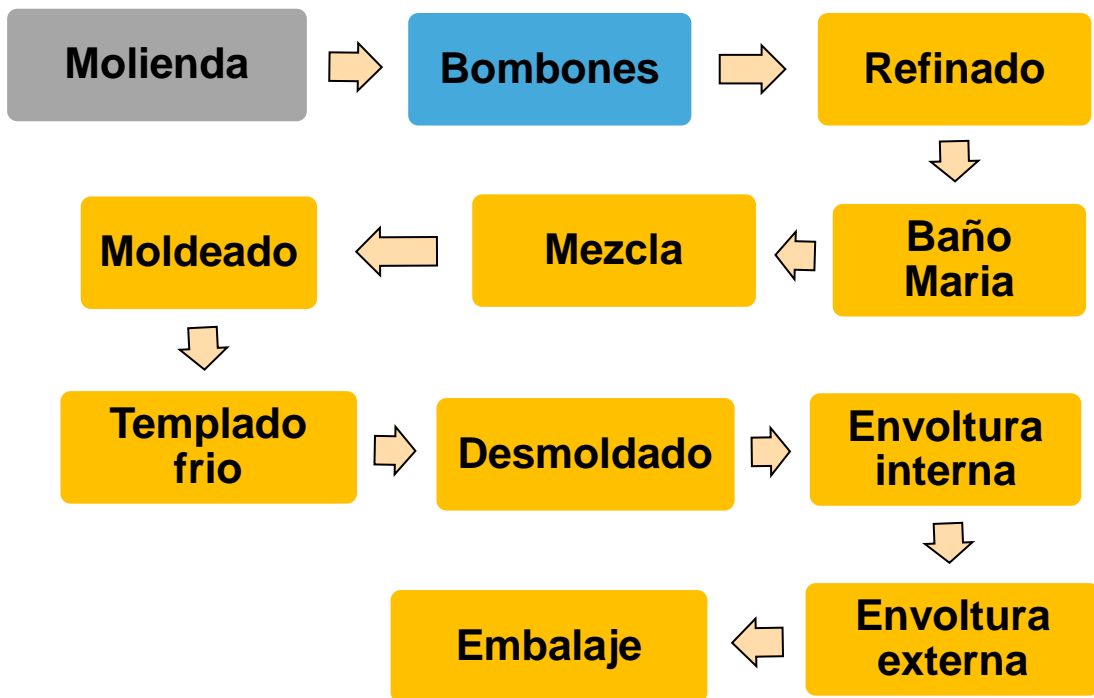 Molienda
Bombones
Refinado
Baño
Maria
Mezcla
Moldeado
Templado
frio
Desmoldado
Envoltura
interna
Envoltura
externa
Embalaje